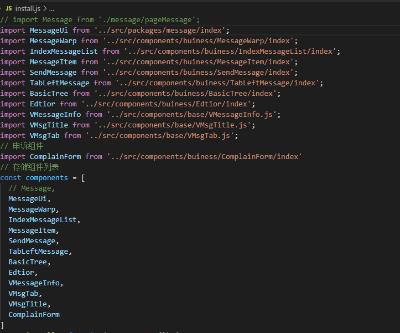 install.js > ...
// import Message from './message/pageMessage';
import MessageUi from '../src/packages/message/index';
import MessageWarp from '../src/components/buiness/MessageWarp/index';
import IndexMessageList from '../src/components/buiness/IndexMessageList/index';
import MessageItem from '../src/components/buiness/MessageItem/index';
import SendMessage from '../src/components/buiness/SendMessage/index';
import TabLeftMessage from '../src/components/buiness/TabLeftMessage/index';
import BasicTree from '../src/components/buiness/BasicTree/index';
import Edtior from '../src/components/buiness/Edtior/index';
import VMessageInfo from '../src/components/base/VMessageInfo.js';
import VMsgTitle from '../src/components/base/VMsgTitle.js';
import VMsgTab from '../src/components/base/VMsgTab.js';
// 申诉组件
import ComplainForm from '../src/components/buiness/ComplainForm/index'
// 存储组件列表
const components = [
// Message,
MessageUi,
MessageWarp,
IndexMessageList,
MessageItem,
SendMessage,
TabLeftMessage,
BasicTree,
Edtior,
VMessageInfo,
VMsgTab,
VMsgTitle,
ComplainForm
]